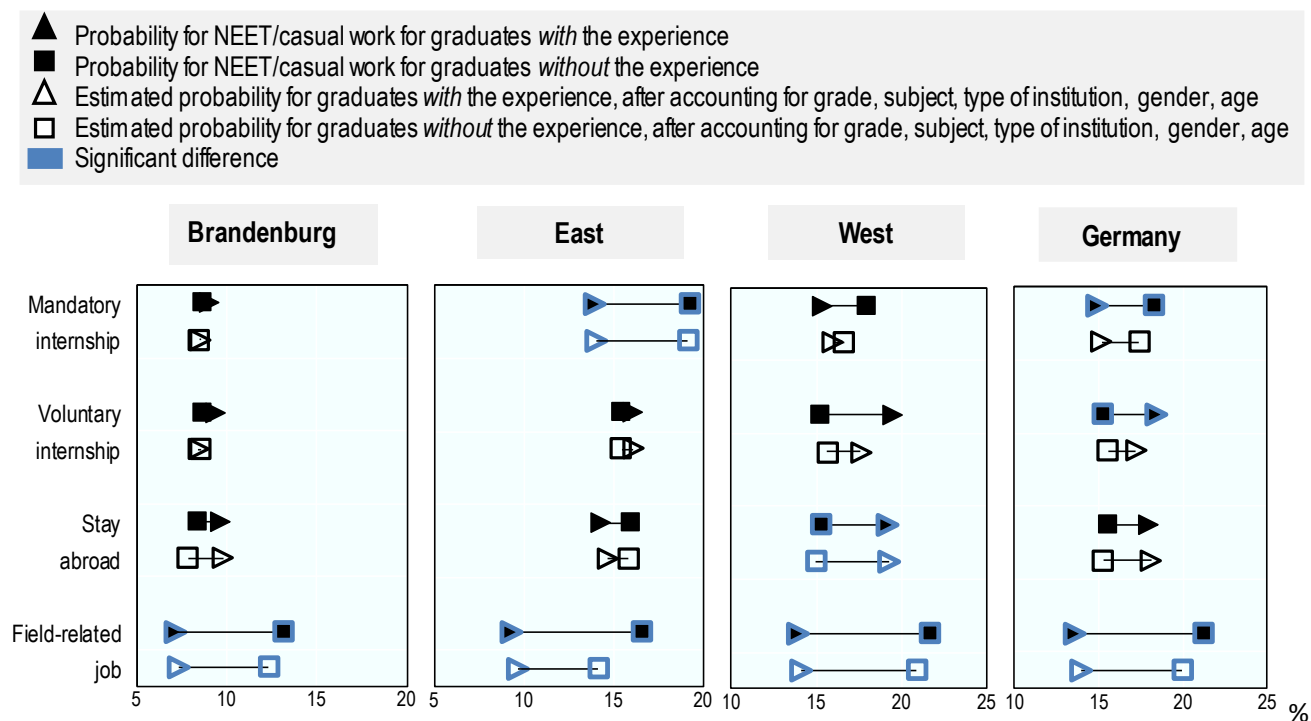 Probability for NEET/casual work for graduates with the experience
Probability for NEET/casual work for graduates without the experience
Estimated probability for graduates with the experience, after accounting for grade, subject, type of institution, gender, age
Estimated probability for graduates without the experience, after accounting for grade, subject, type of institution, gender, age
Significant difference
Brandenburg East West Germany
Mandatory
internship
Voluntary
internship
Stay
abroad
Field-related
job
5 10 15 20 5 10 15 20 10 15 20 25 10 15 20 25 %